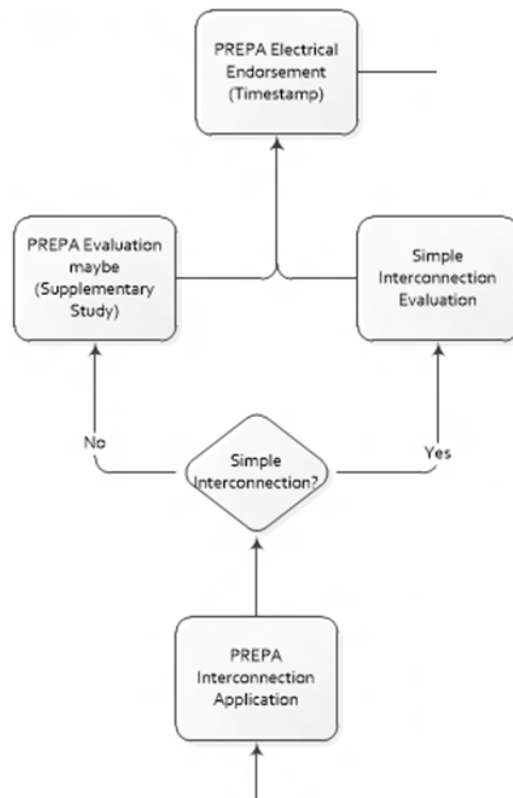 PREPA Electrical
Endorsement
(Timestamp)
PREPA Evaluation
maybe
(Supplementary
Study)
Simple
Interconnection
Evaluation
No
Yes
Simple
Interconnection?
PREPA
Interconnection
Application